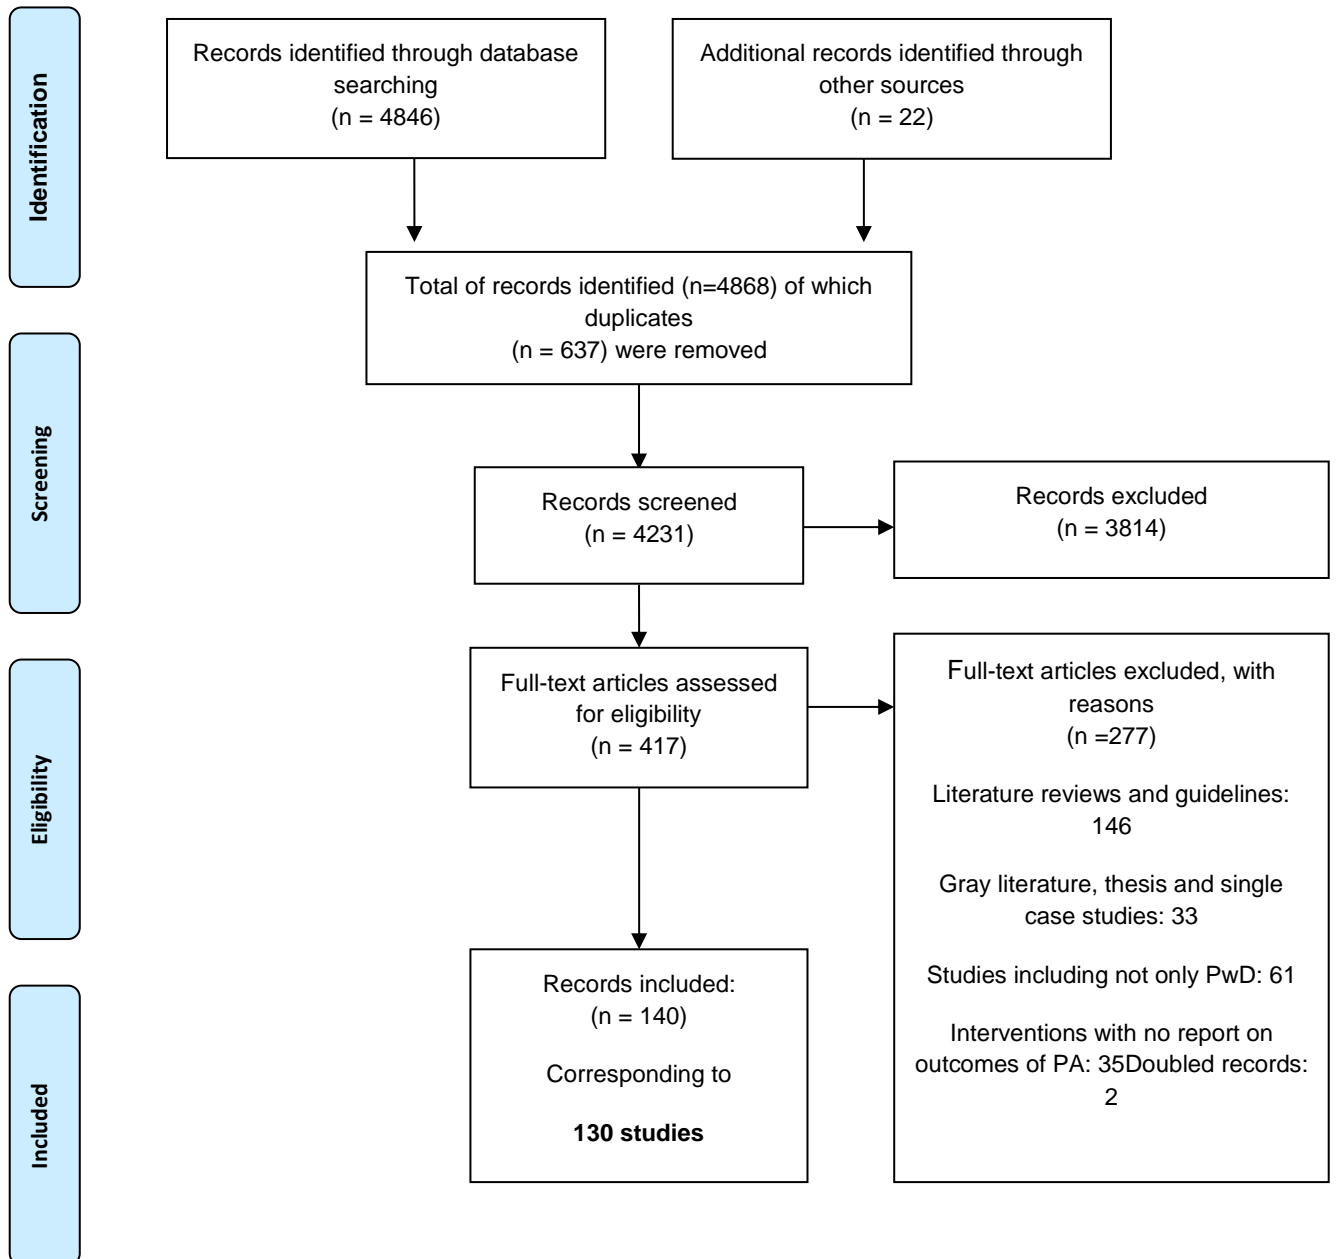 Identification
Records identified through database
searching
(n = 4846)
Additional records identified through
other sources
(n = 22)
Total of records identified (n=4868) of which
duplicates
(n = 637) were removed
Screening
Records screened
(n = 4231)
Records excluded
(n = 3814)
Eligibility
Full-text articles assessed
for eligibility
(n = 417)
Full-text articles excluded, with
reasons
(n =277)
Literature reviews and guidelines:
146
Gray literature, thesis and single
case studies: 33
Studies including not only PwD: 61
Interventions with no report on
outcomes of PA: 35Doubled records:
2
Included
Records included:
(n = 140)
Corresponding to
130 studies